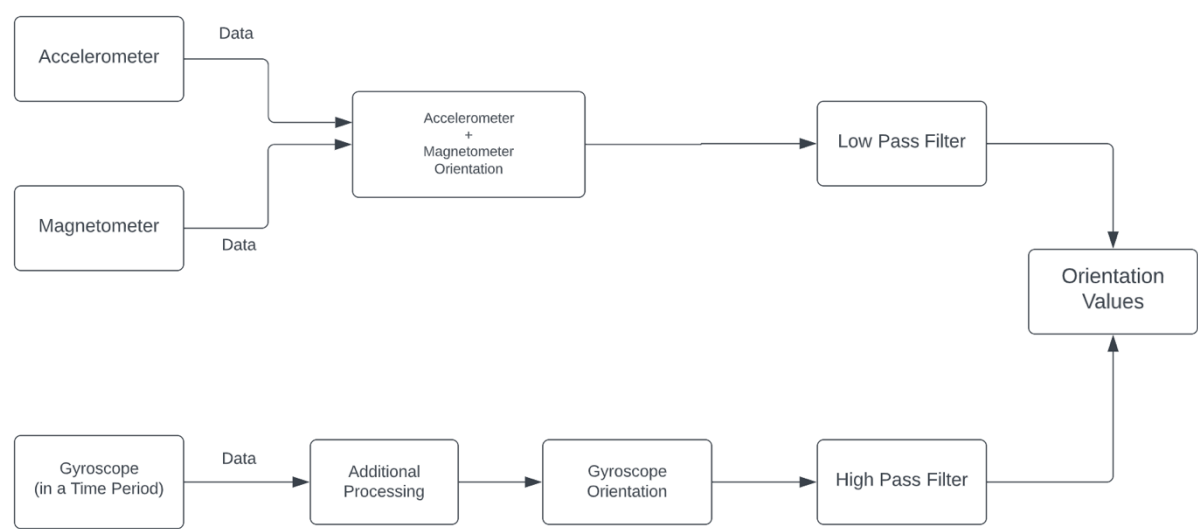 Data
Accelerometer
Accelerometer
+
Magnetometer
Orientation
Low Pass Filter
Magnetometer
Data
Orientation
Values
Gyroscope
(in a Time Period)
Data
Additional
Processing
Gyroscope
Orientation
High Pass Filter